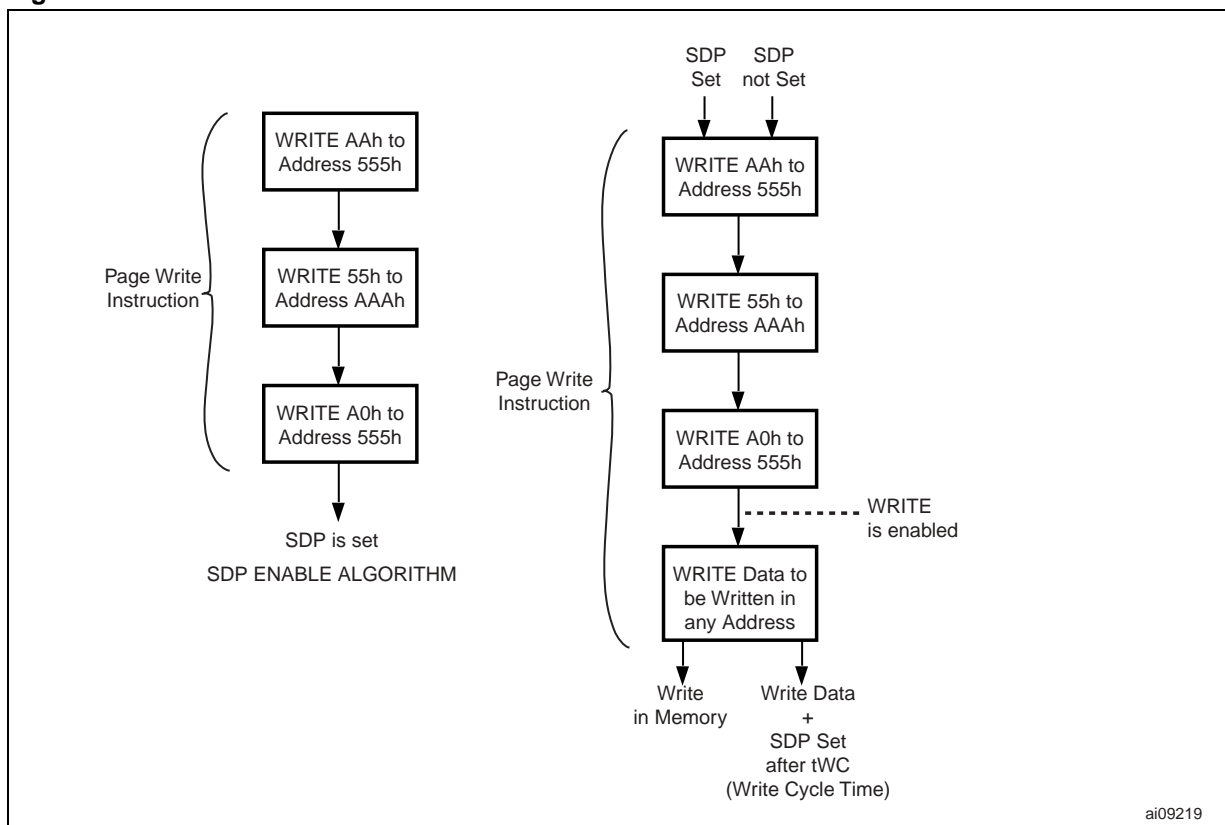 WRITE AAh to
Address 555h
Page Write
Instruction
WRITE 55h to
Address AAAh
WRITE A0h to
Address 555h
SDP is set
SDP ENABLE ALGORITHM
SDP
Set
SDP
not Set
WRITE AAh to
Address 555h
WRITE 55h to
Address AAAh
Page Write
Instruction
WRITE A0h to
Address 555h
WRITE
is enabled
WRITE Data to
be Written in
any Address
Write
in Memory
Write Data
+
SDP Set
after tWC
(Write Cycle Time)
ai09219